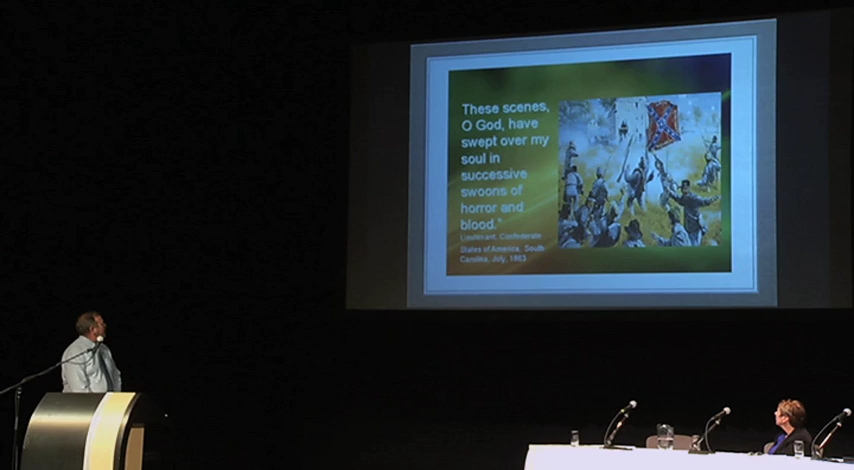 These scenes,
O God, have
swept over my
soul in
successive
swoons of
horror and
blood."
Lieutenant, Confederate
States of America, South
Carolina, July, 1863